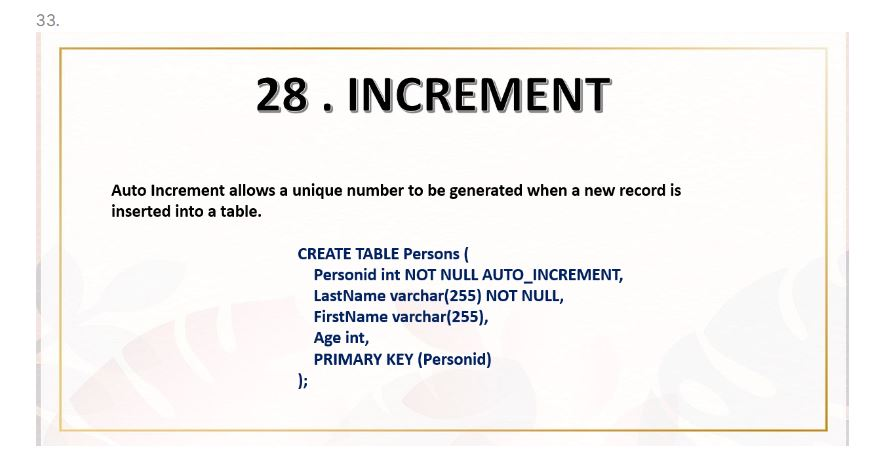 33.
28 . INCREMENT
Auto Increment allows a unique number to be generated when a new record is
inserted into a table.
CREATE TABLE Persons (
Personid int NOT NULL AUTO_INCREMENT,
LastName varchar(255) NOT NULL,
FirstName varchar(255),
Age int,
PRIMARY KEY (Personid)
);